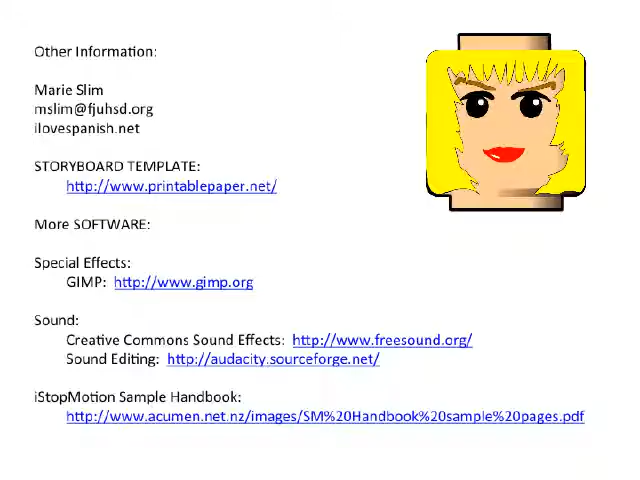 Other Information:
Marie Slim
mslim@fjuhsd.org
ilovespanish.net
STORYBOARD TEMPLATE:
http://www.printablepaper.net/
More SOFTWARE:
Special Effects:
GIMP: http://www.gimp.org
Sound:
Creative Commons Sound Effects: http://www.freesound.org/
Sound Editing: http://audacity.sourceforge.net/
iStopMotion Sample Handbook:
http://www.acumen.net.nz/images/SM%20Handbook%20sample%20pages.pdf